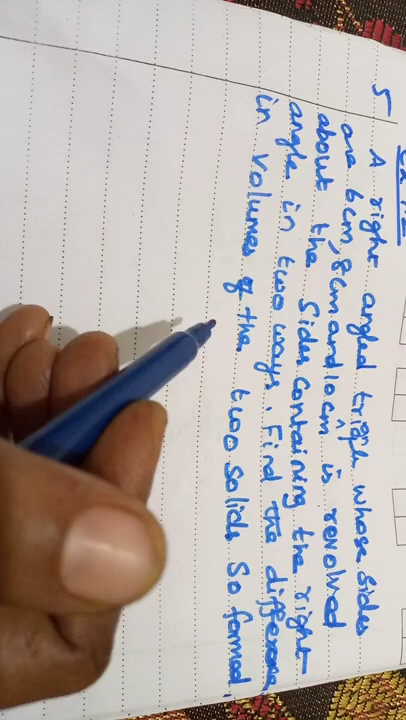 5 A right angled triangle whose sides
are 6cm, 8cm and 10cm is revolved
about the sides containing the right
angle in two ways. Find the difference
in volumes of the two solids so formed.